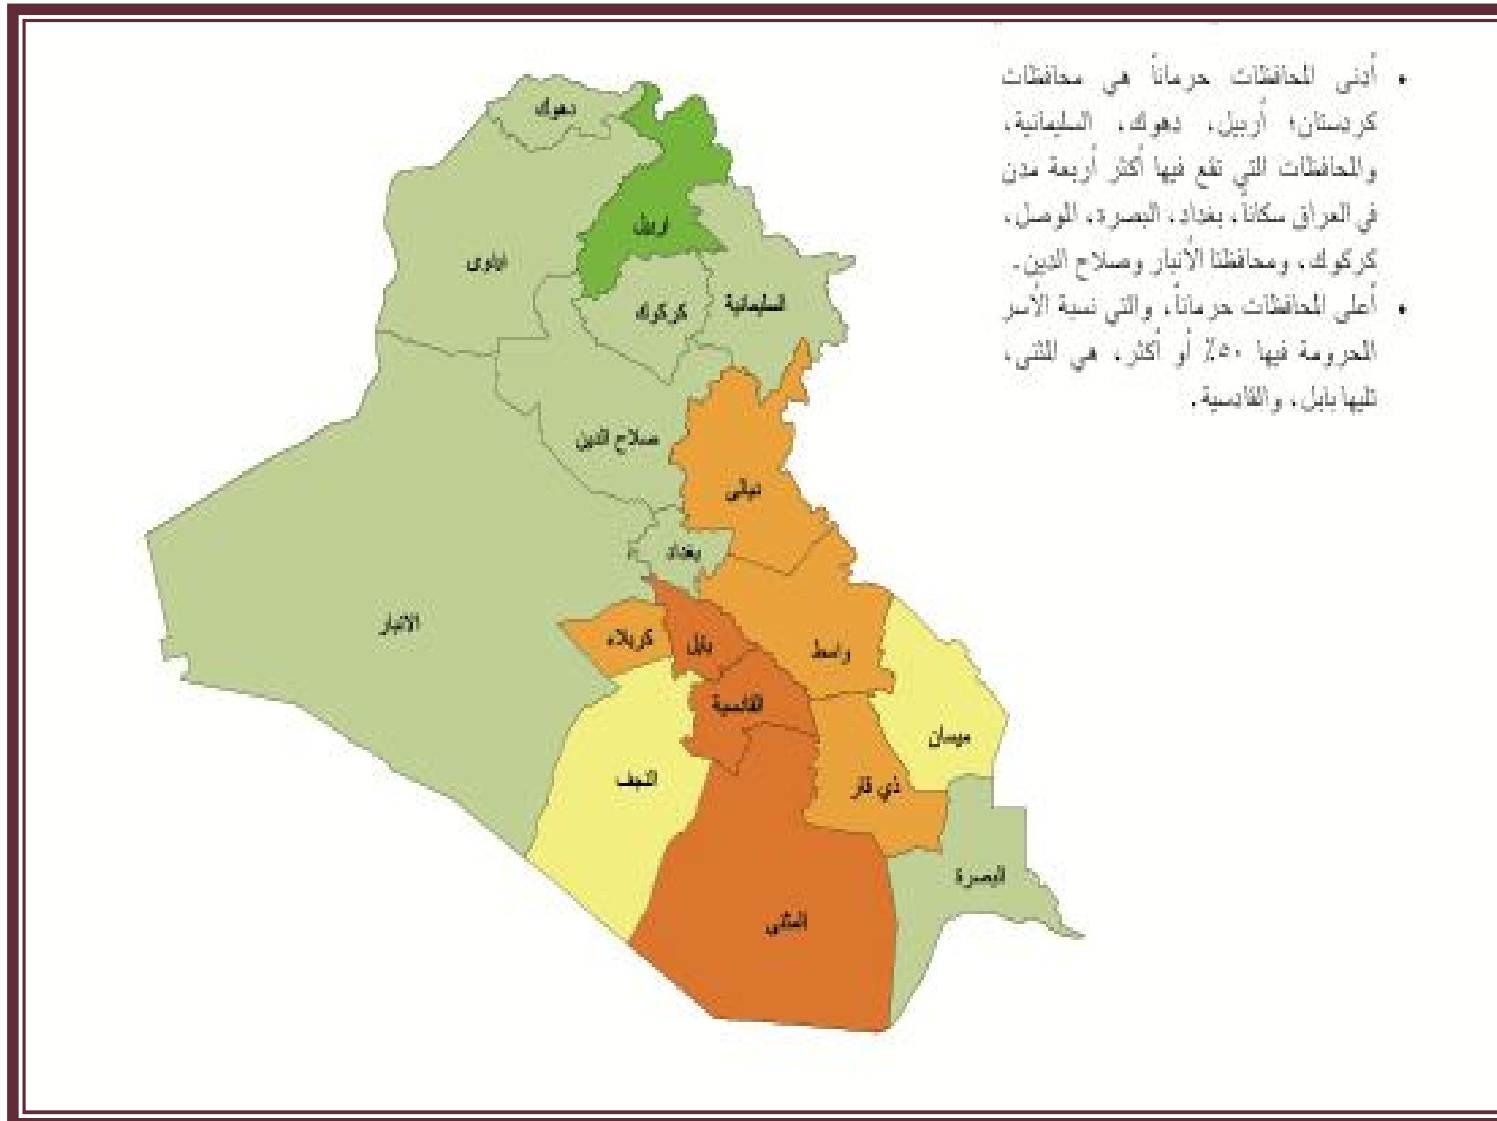 • أدنى المحافظات حرماناً هي محافظات
كردستان؛ أربيل، دهوك، السليمانية،
والمحافظات التي تقع فيها أكثر أربعة مدن
في العراق سكاناً، بغداد، البصرة، الموصل،
كركوك، ومحافظتا الأنبار وصلاح الدين.
• أعلى المحافظات حرماناً، والتي نسبة الأسر
المحرومة فيها ٥٠٪ أو أكثر، هي المثنى،
تليها بابل، والقادسية.
دهوك
اربيل
نينوى
السليمانية
كركوك
صلاح الدين
ديالى
بغداد
الانبار
كربلاء
بابل
واسط
القادسية
ميسان
النجف
ذي قار
البصرة
المثنى